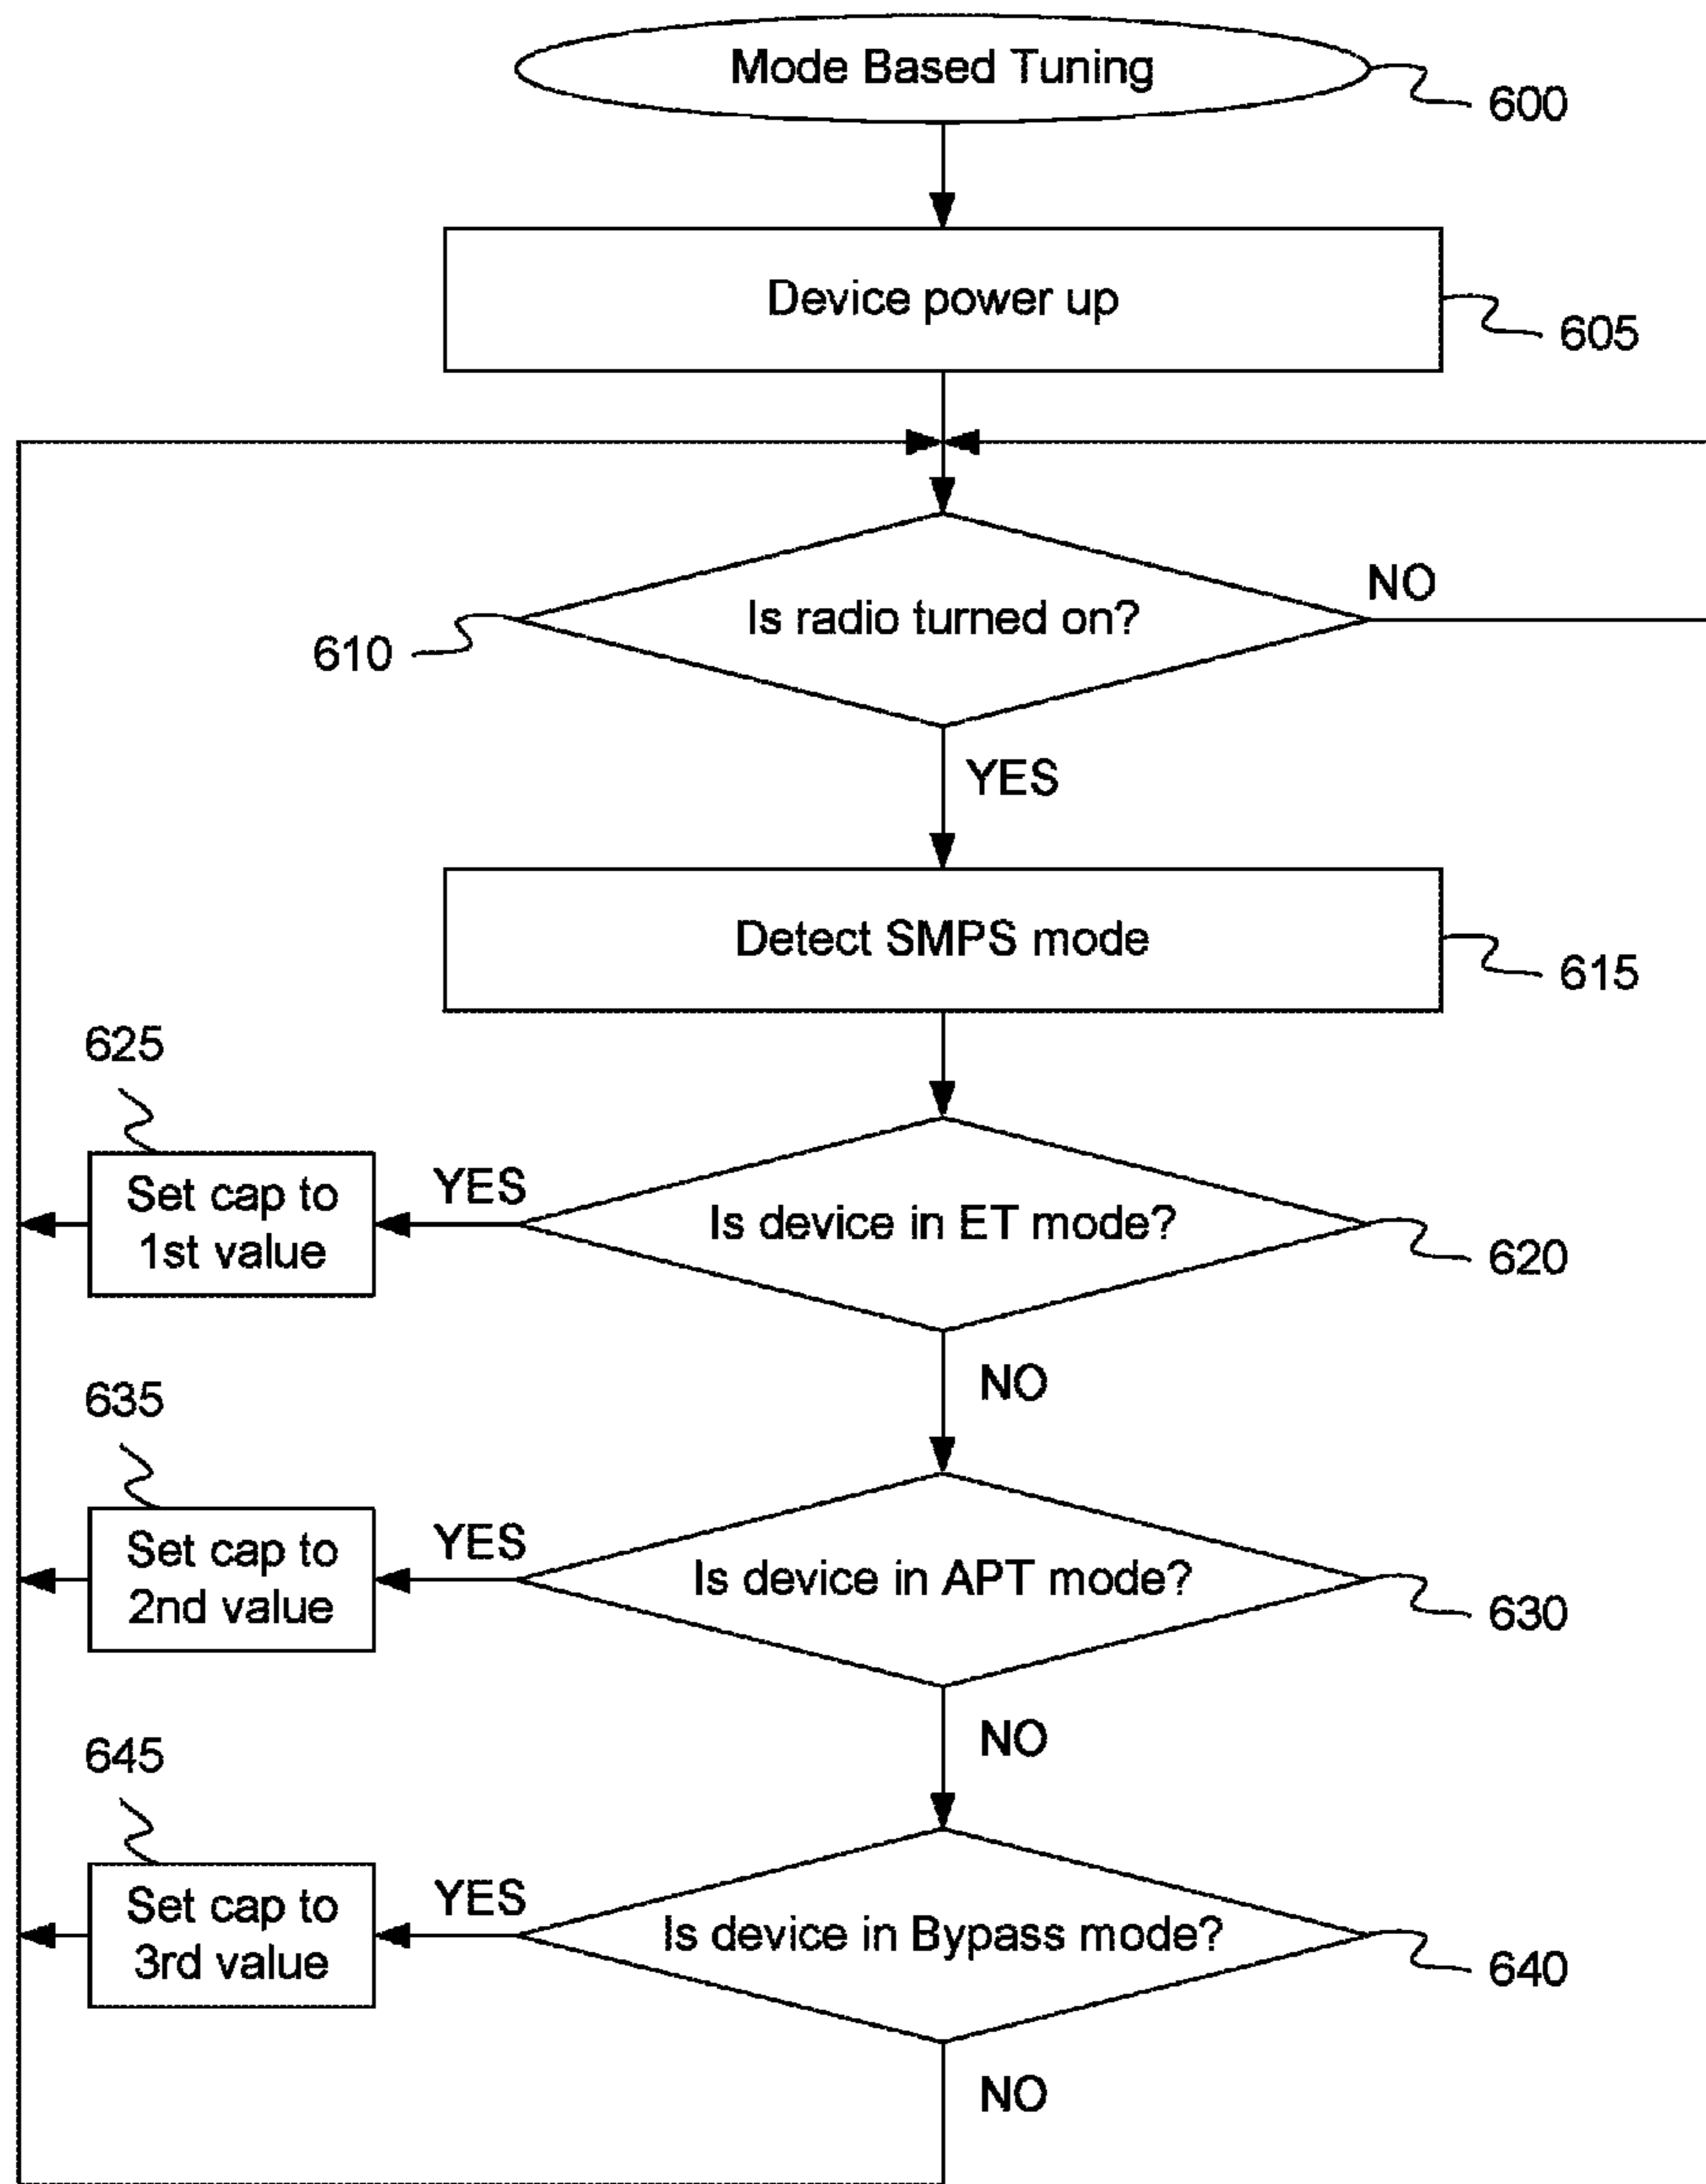 Mode Based Tuning
600
Device power up
605
Is radio turned on?
NO
610
YES
Detect SMPS mode
615
625
Set cap to
1st value
YES
Is device in ET mode?
620
NO
635
Set cap to
2nd value
YES
Is device in APT mode?
630
NO
645
Set cap to
3rd value
YES
Is device in Bypass mode?
640
NO